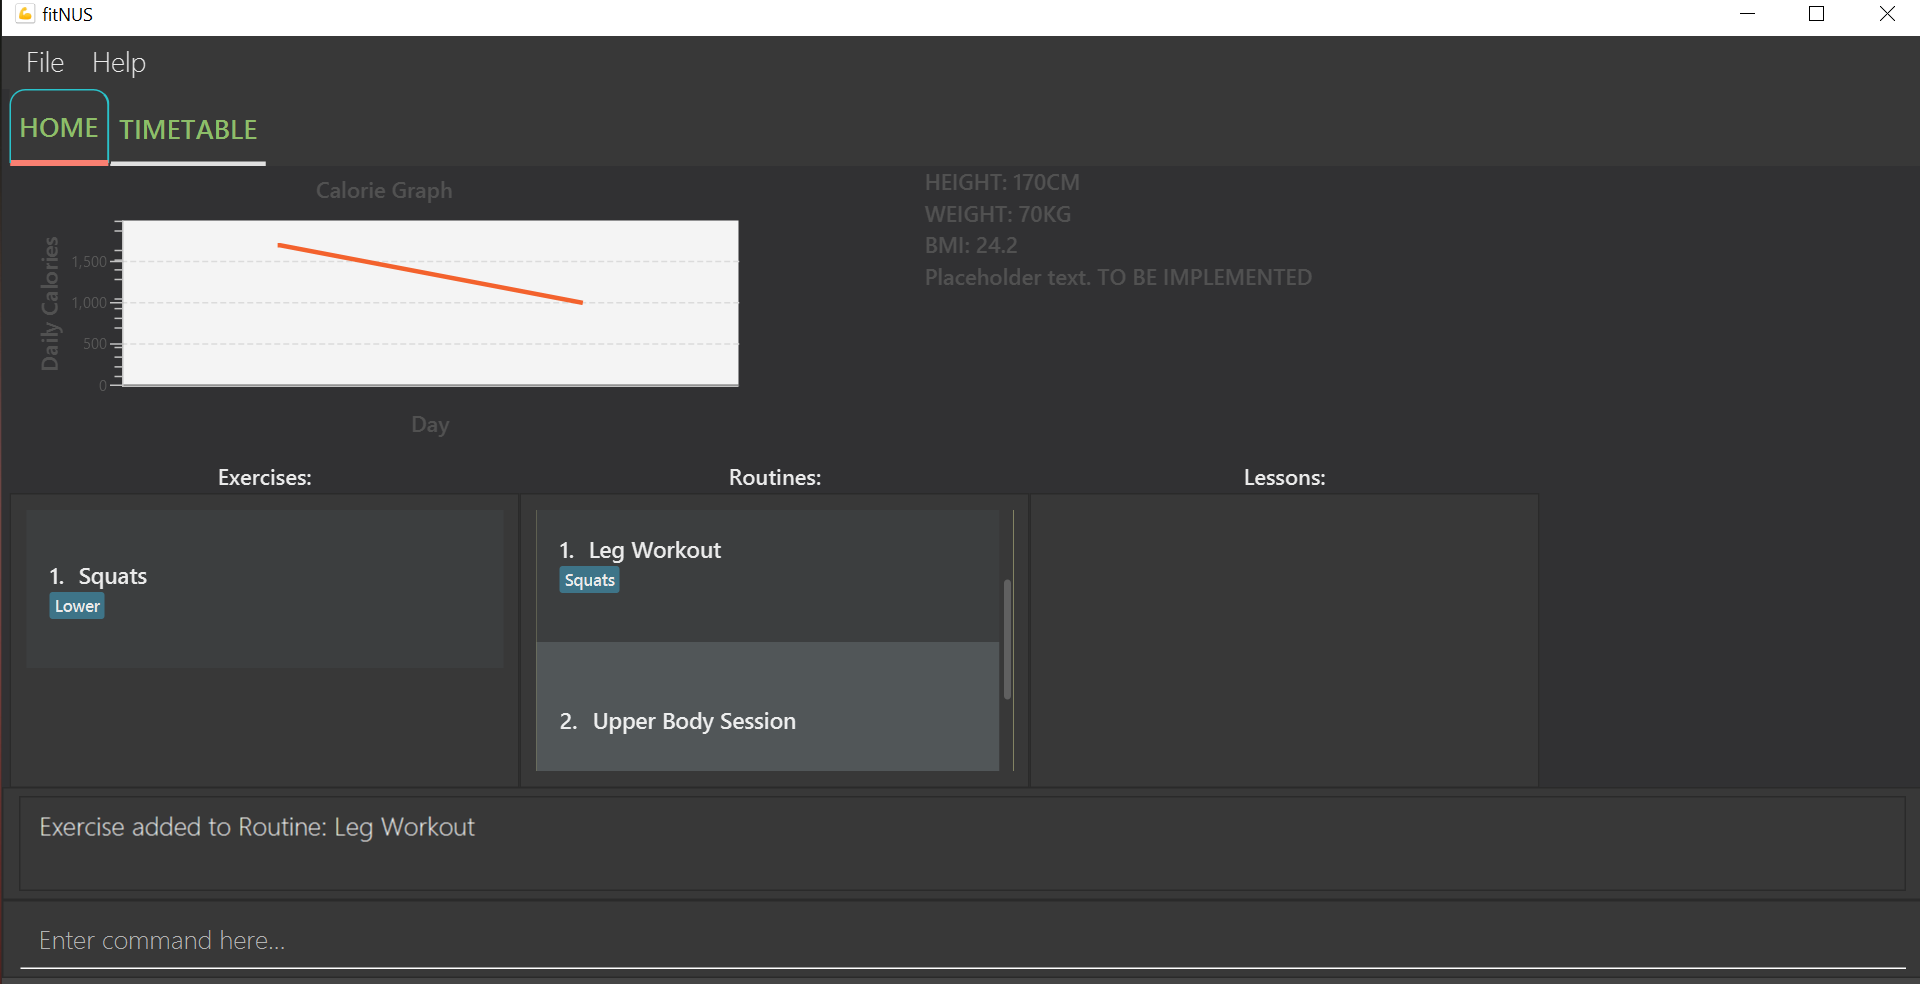 fitNUS
File Help
HOME TIMETABLE
Calorie Graph
Daily Calories
1,500
1,000
500
0
Day
HEIGHT: 170CM
WEIGHT: 70KG
BMI: 24.2
Placeholder text. TO BE IMPLEMENTED
Exercises:
1. Squats
Lower
Routines:
1. Leg Workout
Squats
2. Upper Body Session
Lessons:
Exercise added to Routine: Leg Workout
Enter command here...